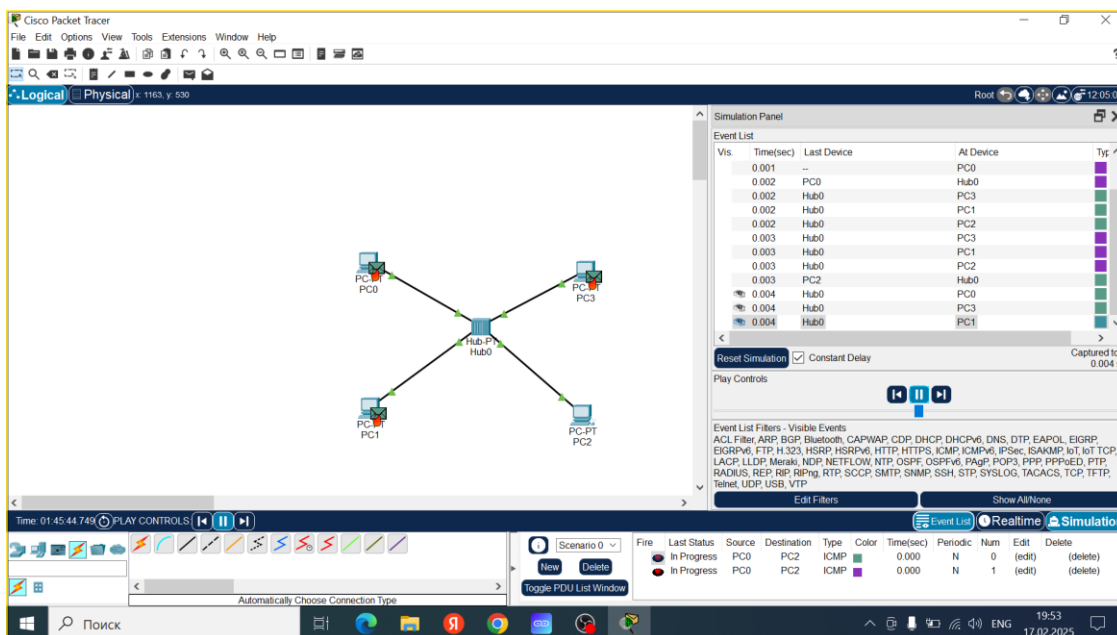 Cisco Packet Tracer
File Edit Options View Tools Extensions Window Help
Logical Physical x: 1163, y: 530 Root 12:05:0
Simulation Panel
Event List
Vis. Time(sec) Last Device At Device Typ
0.001 -- PC0
0.002 PC0 Hub0
0.002 Hub0 PC3
0.002 Hub0 PC1
0.002 Hub0 PC2
0.003 Hub0 PC3
0.003 Hub0 PC1
0.003 Hub0 PC2
0.003 PC2 Hub0
0.004 Hub0 PC0
0.004 Hub0 PC3
0.004 Hub0 PC1
Reset Simulation Constant Delay Captured to
0.004
Play Controls
Event List Filters - Visible Events
ACL Filter, ARP, BGP, Bluetooth, CAPWAP, CDP, DHCP, DHCPv6, DNS, DTP, EAPOL, EIGRP,
EIGRPv6, FTP, H.323, HSRP, HSRPv6, HTTP, HTTPS, ICMP, ICMPv6, IPSec, ISAKMP, IoT, IoT TCP,
LACP, LLDP, Meraki, NDP, NETFLOW, NTP, OSPF, OSPFv6, PAgP, POP3, PPP, PPPoED, PTP,
RADIUS, REP, RIP, RIPng, RTP, SCCP, SMTP, SNMP, SSH, STP, SYSLOG, TACACS, TCP, TFTP,
Telnet, UDP, USB, VTP
Edit Filters Show All/None
PC-PT
PC0
PC-PT
PC3
Hub-PT
Hub0
PC-PT
PC1
PC-PT
PC2
Time: 01:45:44.749 PLAY CONTROLS: Event List Realtime Simulation
Scenario 0
New Delete
Toggle PDU List Window
Fire Last Status Source Destination Type Color Time(sec) Periodic Num Edit Delete
In Progress PC0 PC2 ICMP 0.000 N 0 (edit) (delete)
In Progress PC0 PC2 ICMP 0.000 N 1 (edit) (delete)
Automatically Choose Connection Type
Поиск Я ENG 19:53
17.02.2025